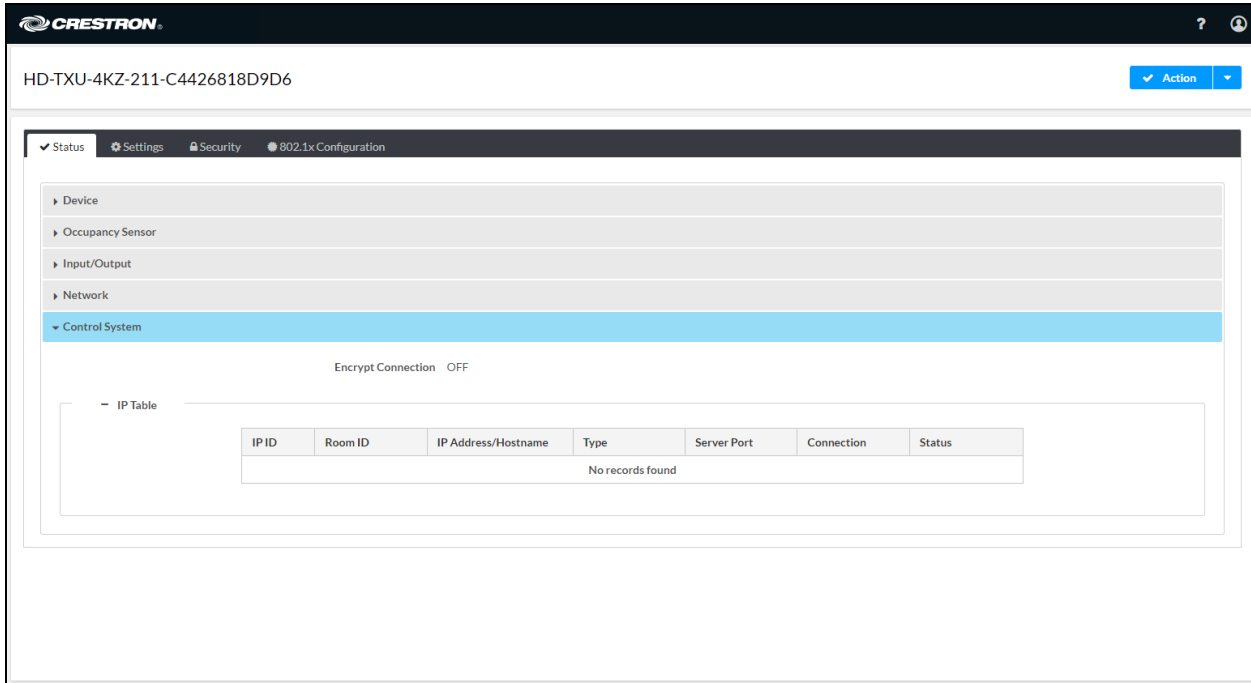 CRESTRON®
?
HD-TXU-4KZ-211-C4426818D9D6
Action
Status Settings Security 802.1x Configuration
Device
Occupancy Sensor
Input/Output
Network
Control System
Encrypt Connection OFF
− IP Table
IP ID Room ID IP Address/Hostname Type Server Port Connection Status
No records found